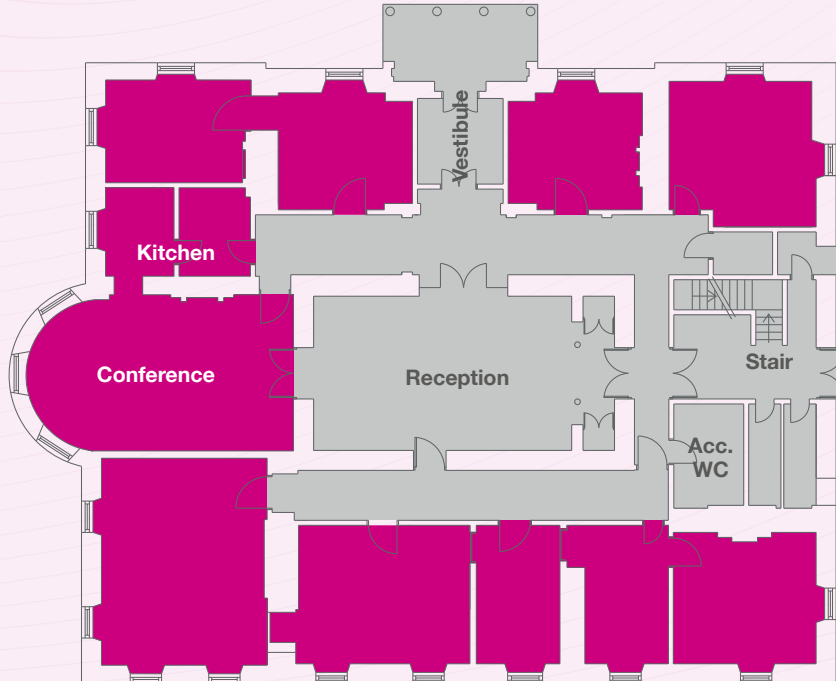 Vestibule
Kitchen
Conference
Reception
Stair
Acc.
WC